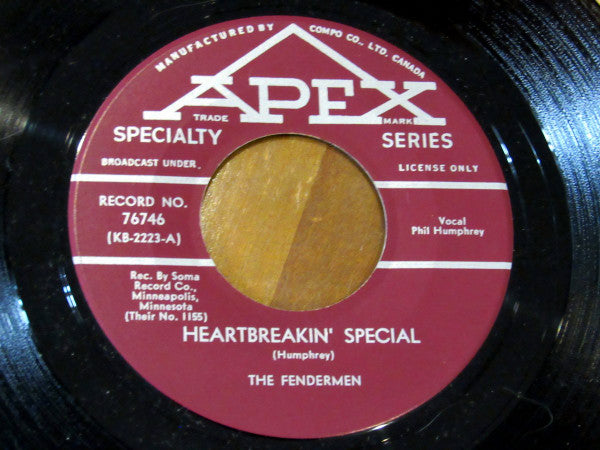 MANUFACTURED BY COMPO CO., LTD. CANADA
APEX
TRADE MARK
SPECIALTY SERIES
BROADCAST UNDER. LICENSE ONLY
RECORD NO.
76746
(KB-2223-A)
Vocal
Phil Humphrey
Rec. By Soma
Record Co.,
Minneapolis,
Minnesota
(Their No. 1155)
HEARTBREAKIN' SPECIAL
(Humphrey)
THE FENDERMEN